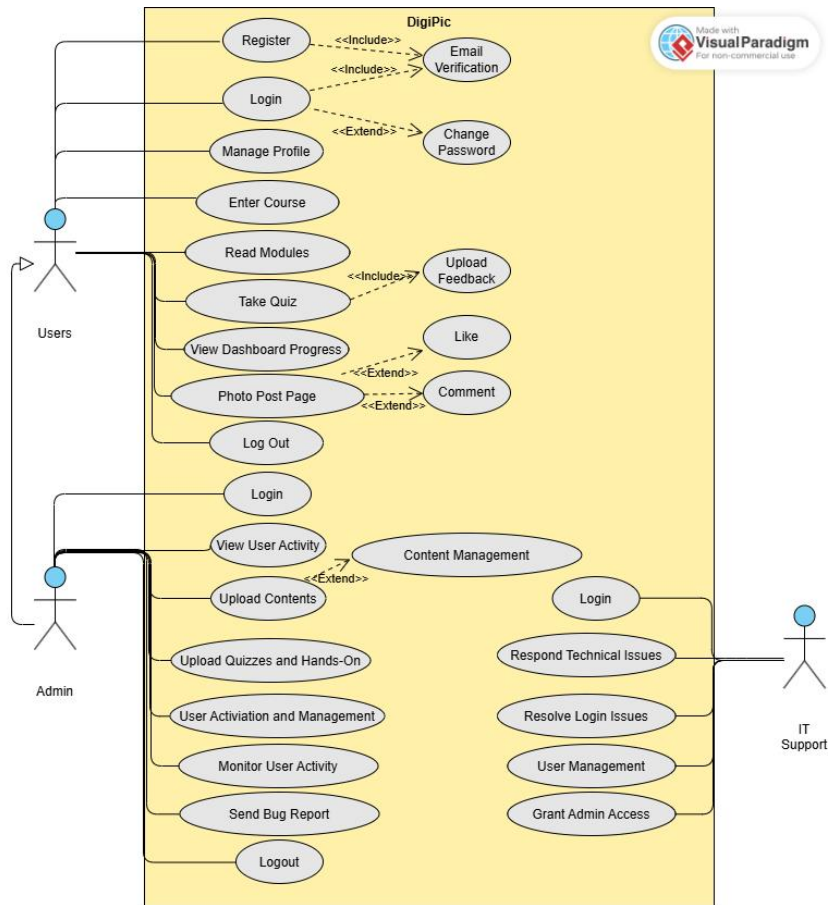 DigiPic
Made with
VisualParadigm
For non-commercial use
Register
<<Include>>
Email
Verification
<<Include>>
Login
<<Extend>>
Change
Password
Manage Profile
Enter Course
Read Modules
Upload
Feedback
<<Include>>
Take Quiz
Users
Like
View Dashboard Progress
<<Extend>>
Photo Post Page
Comment
<<Extend>>
Log Out
Login
View User Activity
Content Management
<<Extend>>
Upload Contents
Login
Upload Quizzes and Hands-On
Respond Technical Issues
Admin
User Activiation and Management
Resolve Login Issues
IT
Support
Monitor User Activity
User Management
Send Bug Report
Grant Admin Access
Logout